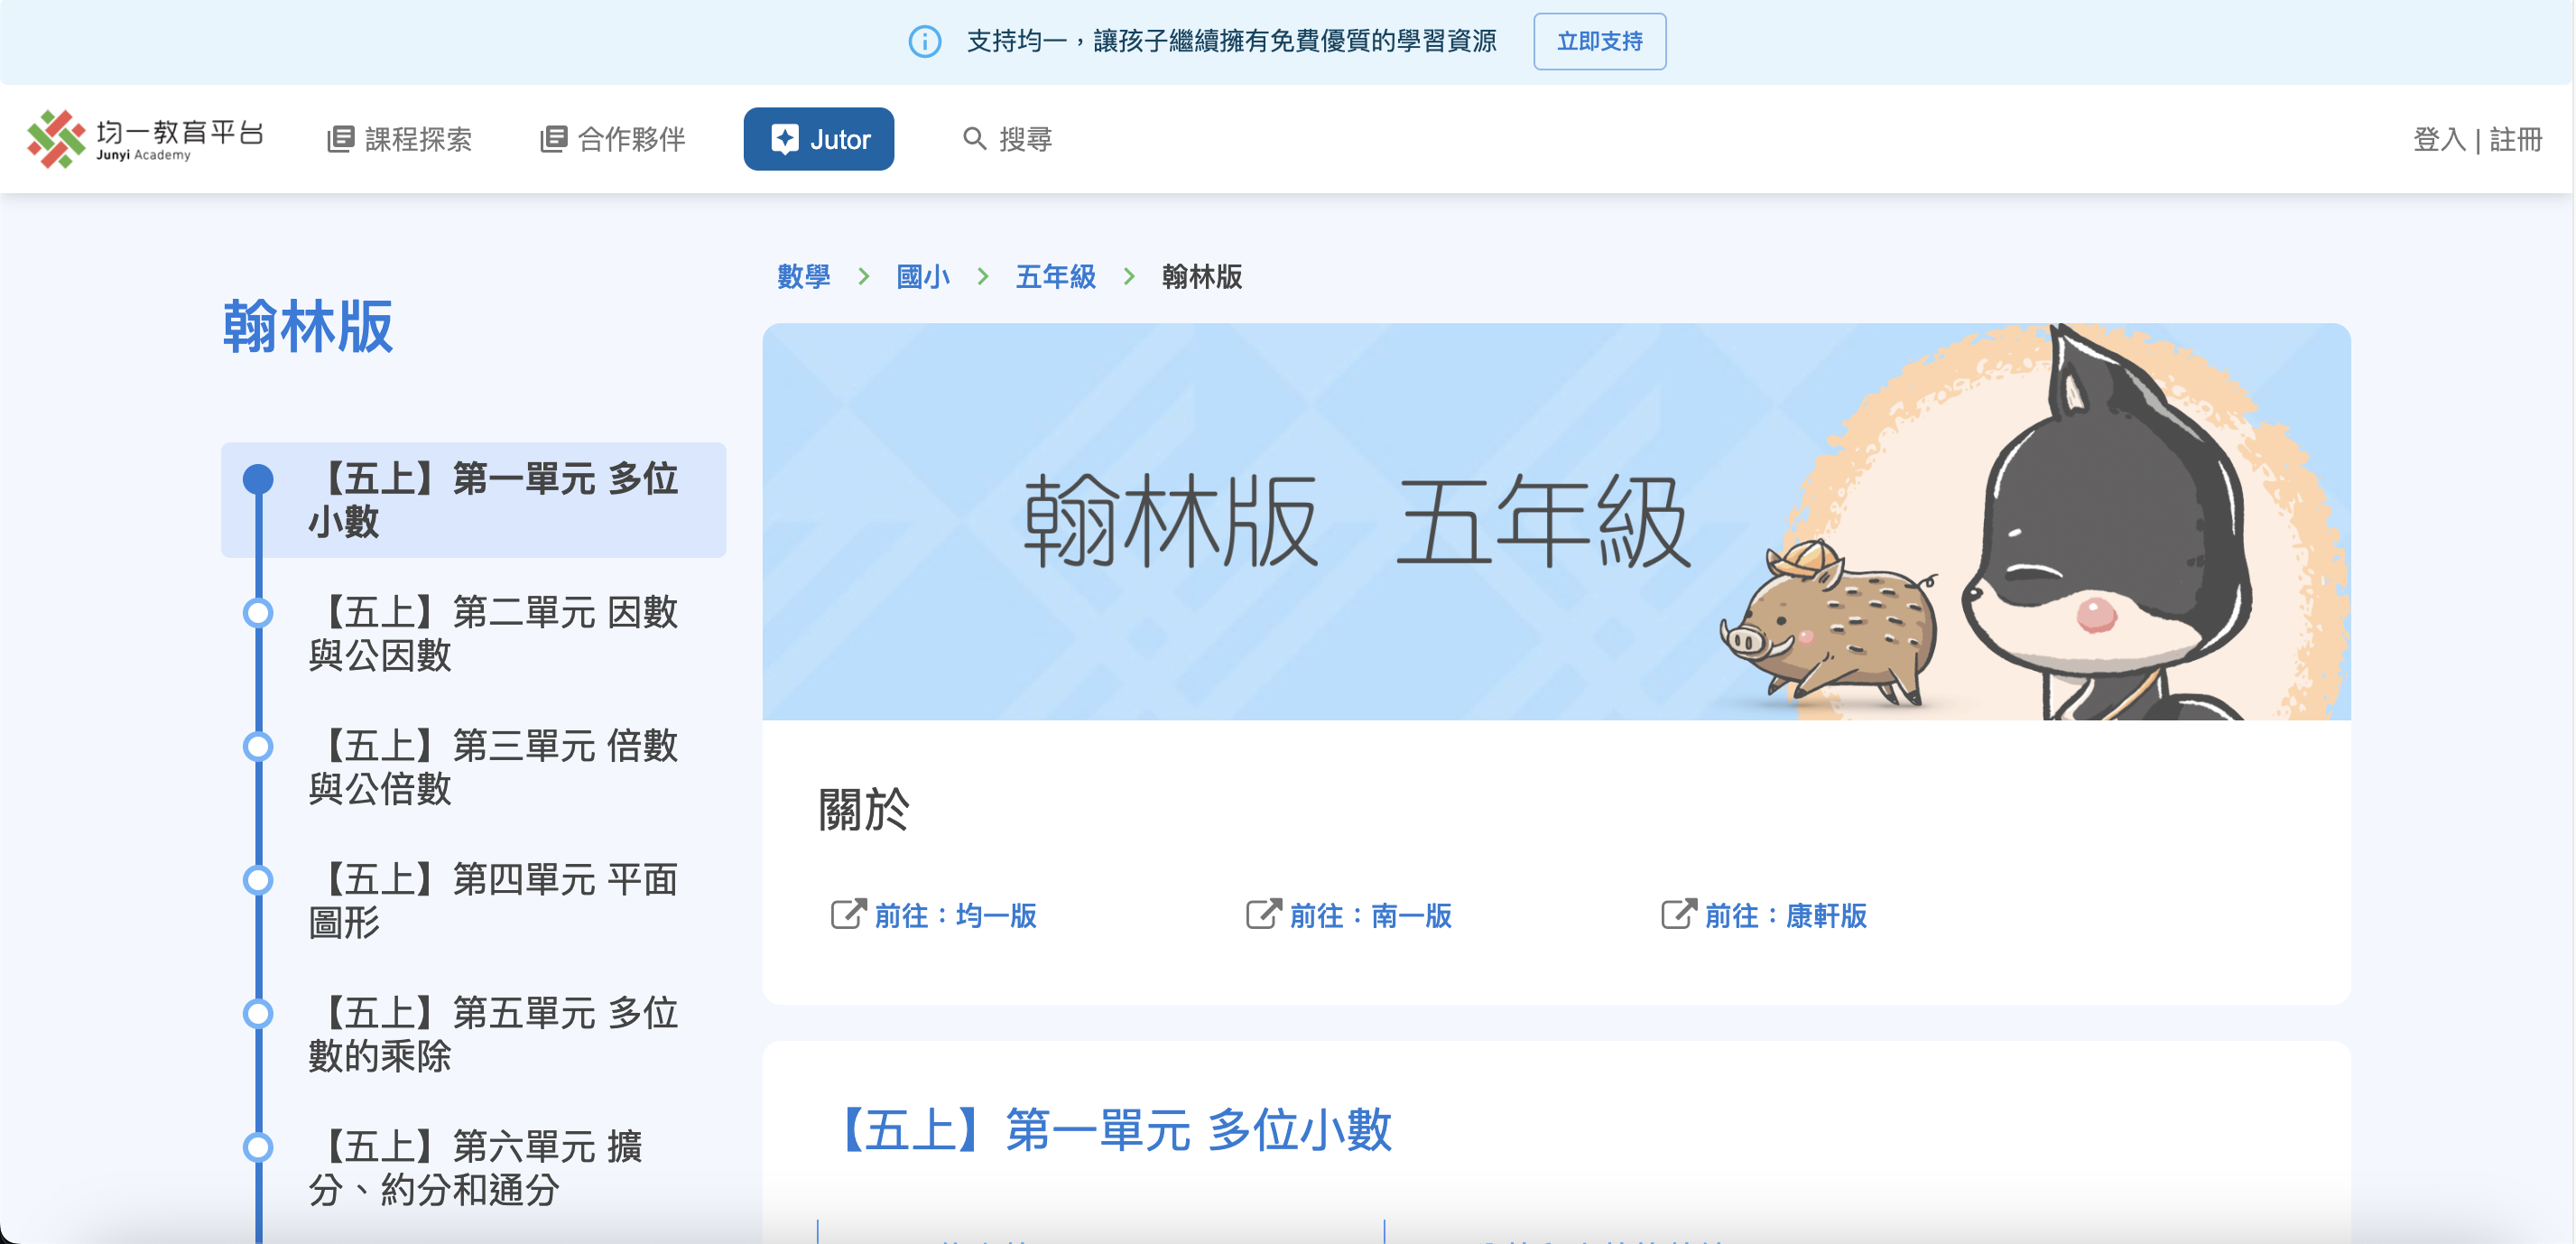 支持均一，讓孩子繼續擁有免費優質的學習資源
立即支持
均一教育平台
Junyi Academy
課程探索
合作夥伴
Jutor
搜尋
登入 | 註冊
數學 > 國小 > 五年級 > 翰林版
翰林版
【五上】第一單元 多位
小數
【五上】第二單元 因數
與公因數
【五上】第三單元 倍數
與公倍數
【五上】第四單元 平面
圖形
【五上】第五單元 多位
數的乘除
【五上】第六單元 擴
分、約分和通分
翰林版 五年級
關於
前往：均一版
前往：南一版
前往：康軒版
【五上】第一單元 多位小數